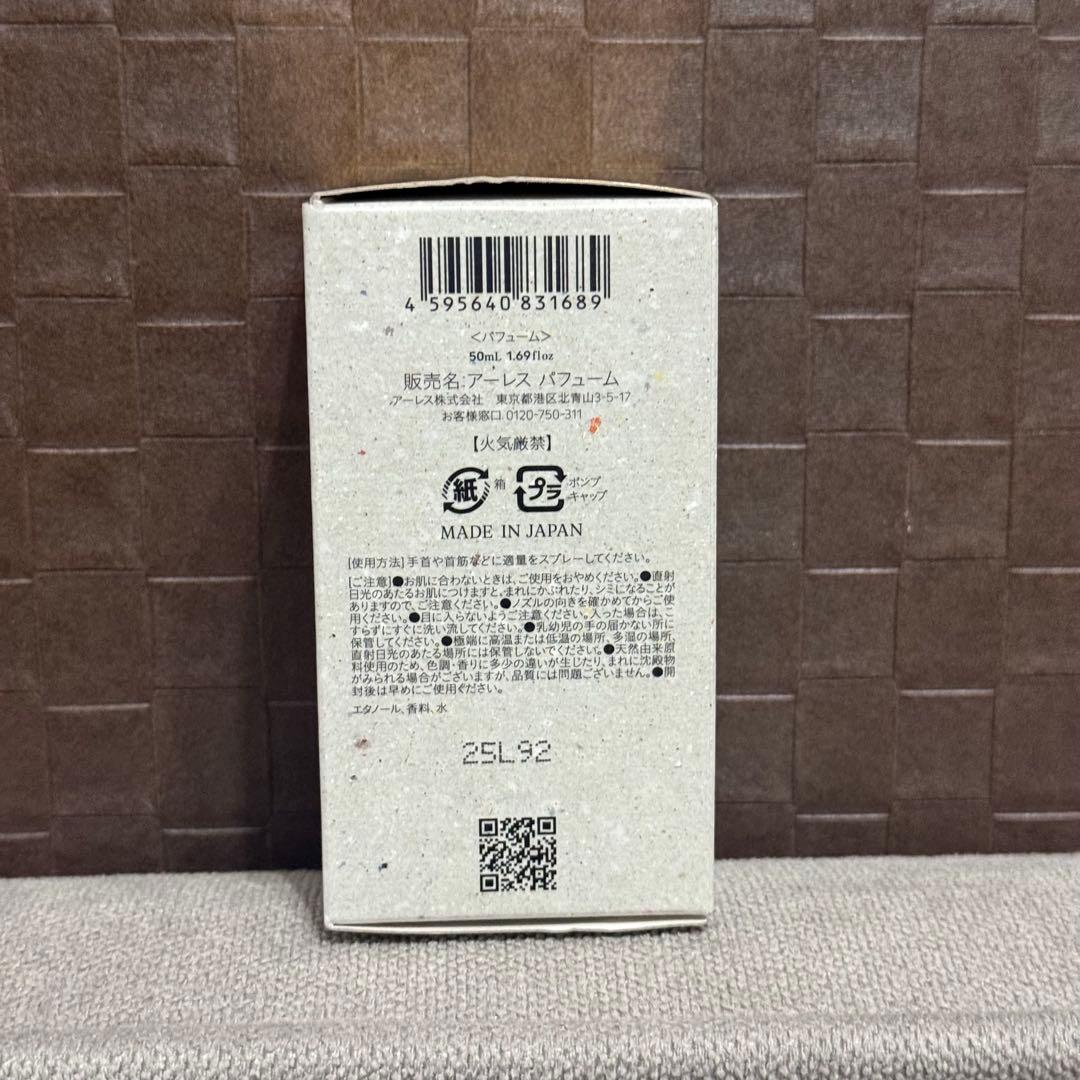 4 595640 831689
<パフューム>
50mL 1.69floz
販売名:アーレス パフューム
アーレス株式会社 東京都港区北青山3-5-17
お客様窓口 0120-750-311
【火気厳禁】
紙 箱 プラ ポンプ
キャップ
MADE IN JAPAN
[使用方法]手首や首筋などに適量をスプレーしてください。
[ご注意]●お肌に合わないときは、ご使用をおやめください。●直射
日光のあたるお肌につけますと、まれにかぶれたり、シミになることが
ありますので、ご注意ください。●ノズルの向きを確かめてからご使
用ください。●目に入らないようご注意ください。入った場合は、こ
すらずにすぐに洗い流してください。●乳幼児の手の届かない所に
保管してください。●極端に高温または低温の場所、多湿の場所、
直射日光のあたる場所には保管しないでください。●天然由来原
料使用のため、色調・香りに多少の違いが生じたり、まれに沈殿物
がみられる場合がございますが、品質には問題ございません。●開
封後は早めにご使用ください。
エタノール、香料、水
25L92